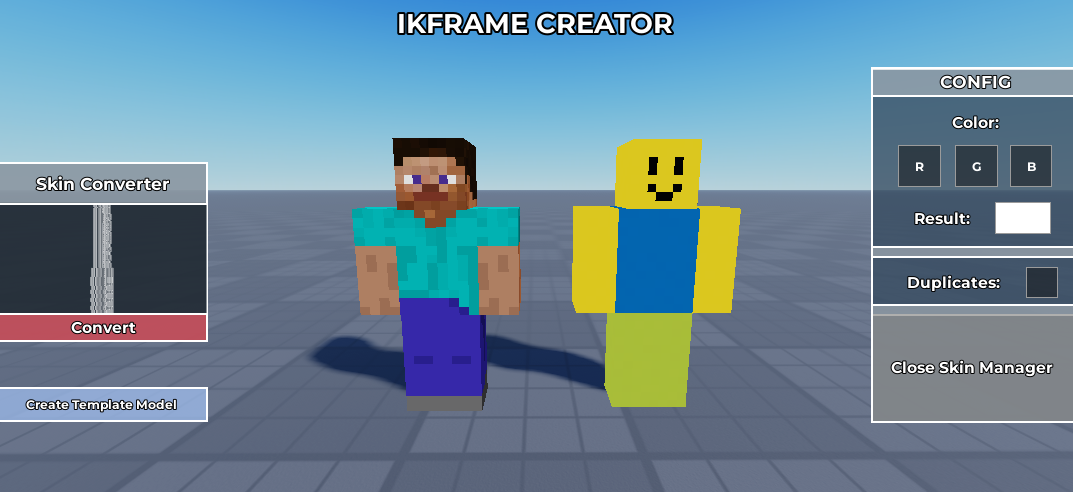 IKFRAME CREATOR
Skin Converter
Convert
Create Template Model
CONFIG
Color:
R G B
Result:
Duplicates:
Close Skin Manager